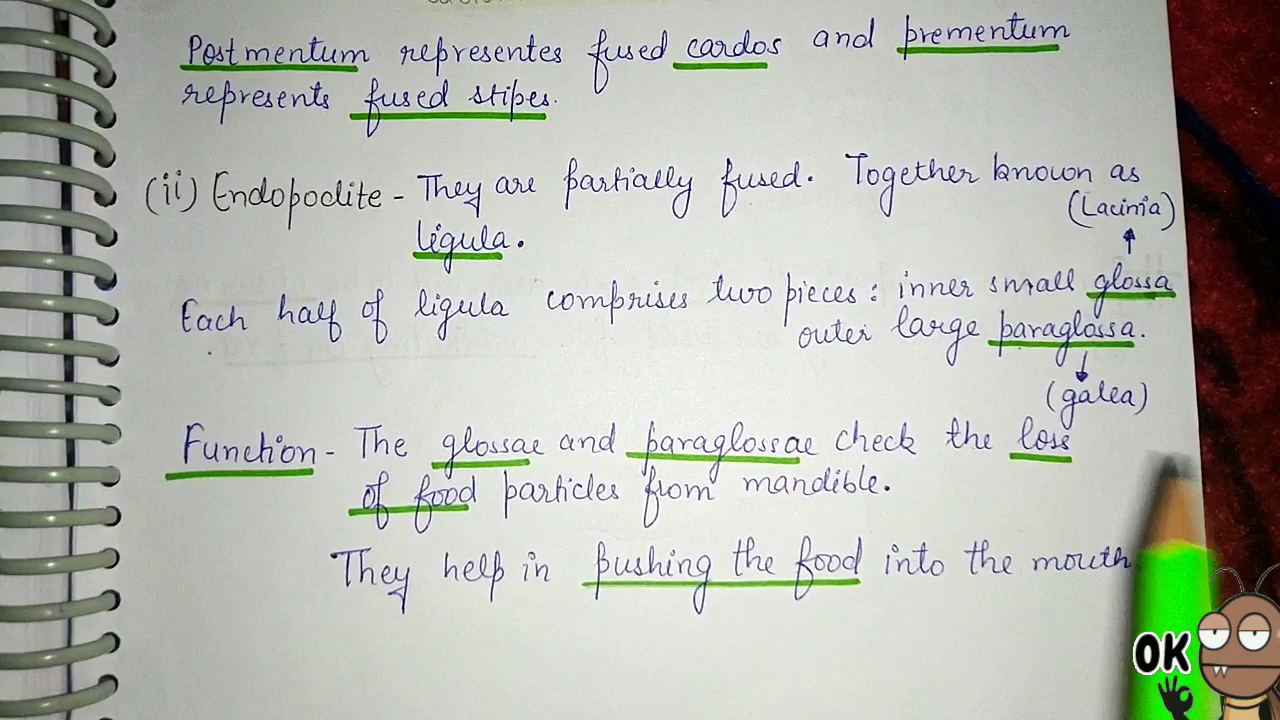 Postmentum representes fused cardos and prementum
represents fused stipes.
(ii) Endopodite - They are partially fused. Together known as
ligula.
(Lacinia)
Each half of ligula comprises two pieces: inner small glossa
outer large paraglossa.
(galea)
Function - The glossae and paraglossae check the loss
of food particles from mandible.
They help in pushing the food into the mouth
OK